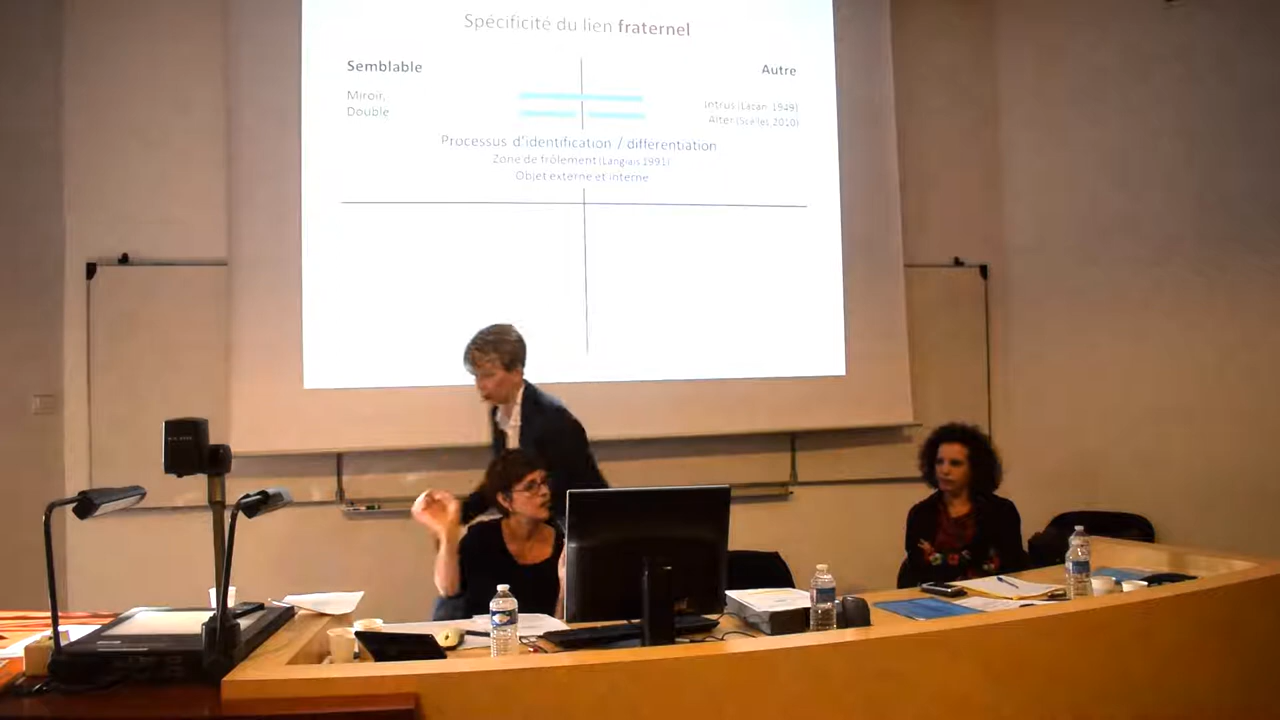 Spécificité du lien fraternel
Semblable
Autre
Miroir,
Double
Intrus (Lacan 1949)
Alter (Scelles 2010)
Processus d'identification / différentiation
Zone de frôlement (Langlais 1991)
Objet externe et interne